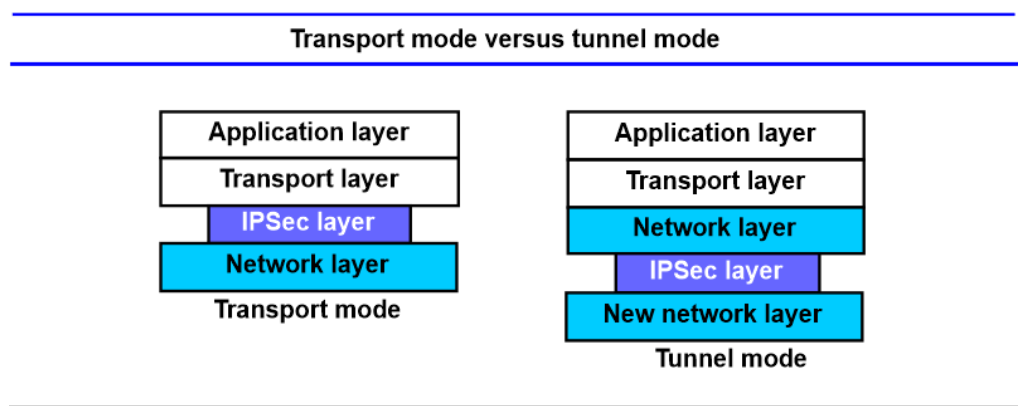 Transport mode versus tunnel mode
Application layer
Transport layer
IPSec layer
Network layer
Transport mode
Application layer
Transport layer
Network layer
IPSec layer
New network layer
Tunnel mode